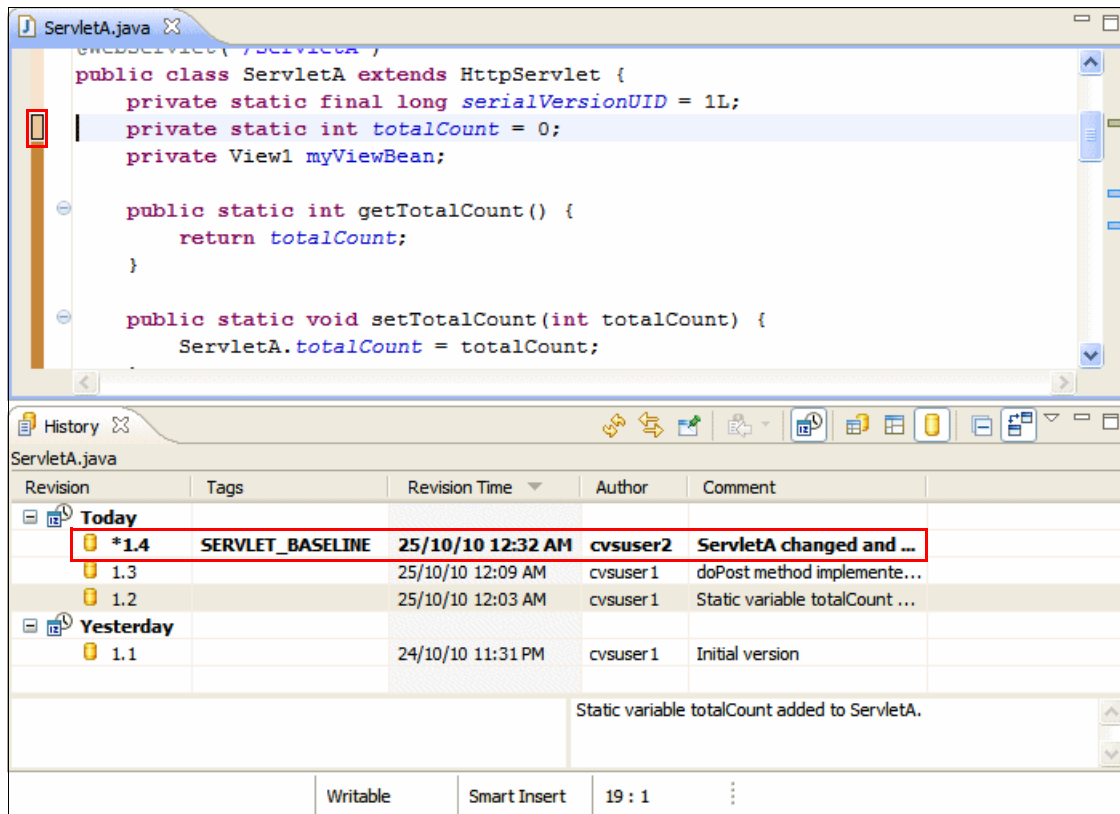 ServletA.java
@WebServlet("/ServletA")
public class ServletA extends HttpServlet {
private static final long serialVersionUID = 1L;
private static int totalCount = 0;
private View1 myViewBean;
public static int getTotalCount() {
return totalCount;
}
public static void setTotalCount(int totalCount) {
ServletA.totalCount = totalCount;
History
ServletA.java
Revision Tags Revision Time Author Comment
Today
*1.4 SERVLET_BASELINE 25/10/10 12:32 AM cvsuser2 ServletA changed and ...
1.3 25/10/10 12:09 AM cvsuser1 doPost method implemente...
1.2 25/10/10 12:03 AM cvsuser1 Static variable totalCount ...
Yesterday
1.1 24/10/10 11:31 PM cvsuser1 Initial version
Static variable totalCount added to ServletA.
Writable Smart Insert 19 : 1